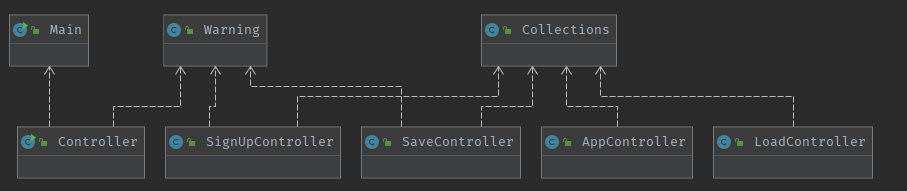 Main
Warning
Collections
Controller
SignUpController
SaveController
AppController
LoadController